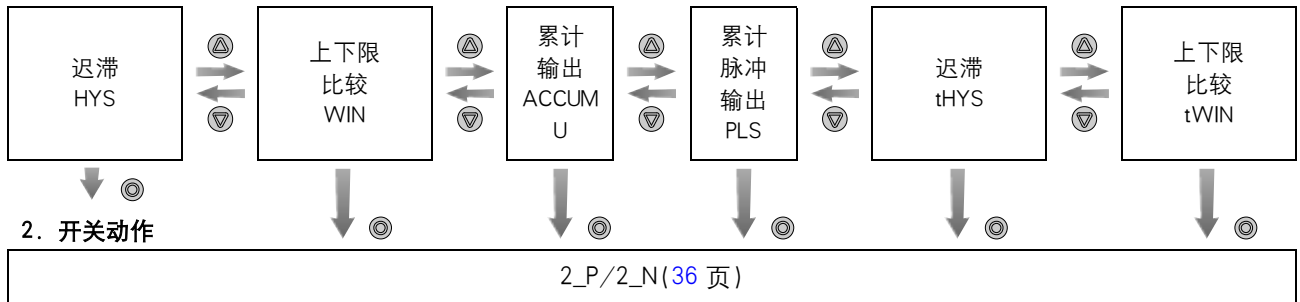 迟滞
HYS
上下限
比较
WIN
累计
输出
ACCUM
U
累计
脉冲
输出
PLS
迟滞
tHYS
上下限
比较
tWIN
2. 开关动作
2_P/2_N(36 页)